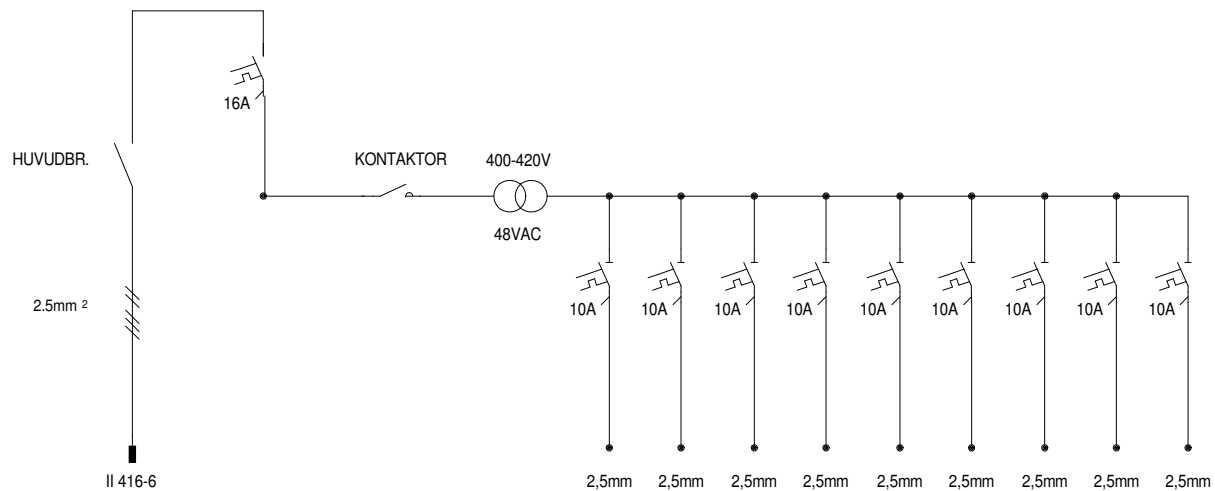 16A
HUVUDBR.
KONTAKTOR
400-420V
48VAC
2.5mm 2
10A 10A 10A 10A 10A 10A 10A 10A 10A
II 416-6
2,5mm 2,5mm 2,5mm 2,5mm 2,5mm 2,5mm 2,5mm 2,5mm 2,5mm